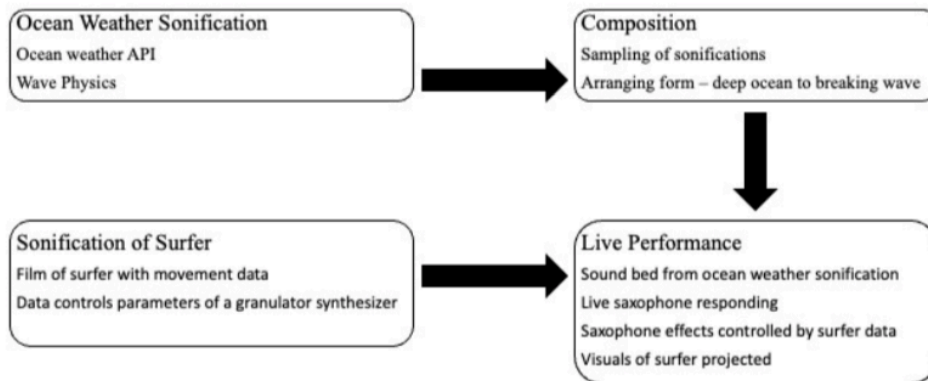 Ocean Weather Sonification
Ocean weather API
Wave Physics
Composition
Sampling of sonifications
Arranging form – deep ocean to breaking wave
Sonification of Surfer
Film of surfer with movement data
Data controls parameters of a granulator synthesizer
Live Performance
Sound bed from ocean weather sonification
Live saxophone responding
Saxophone effects controlled by surfer data
Visuals of surfer projected